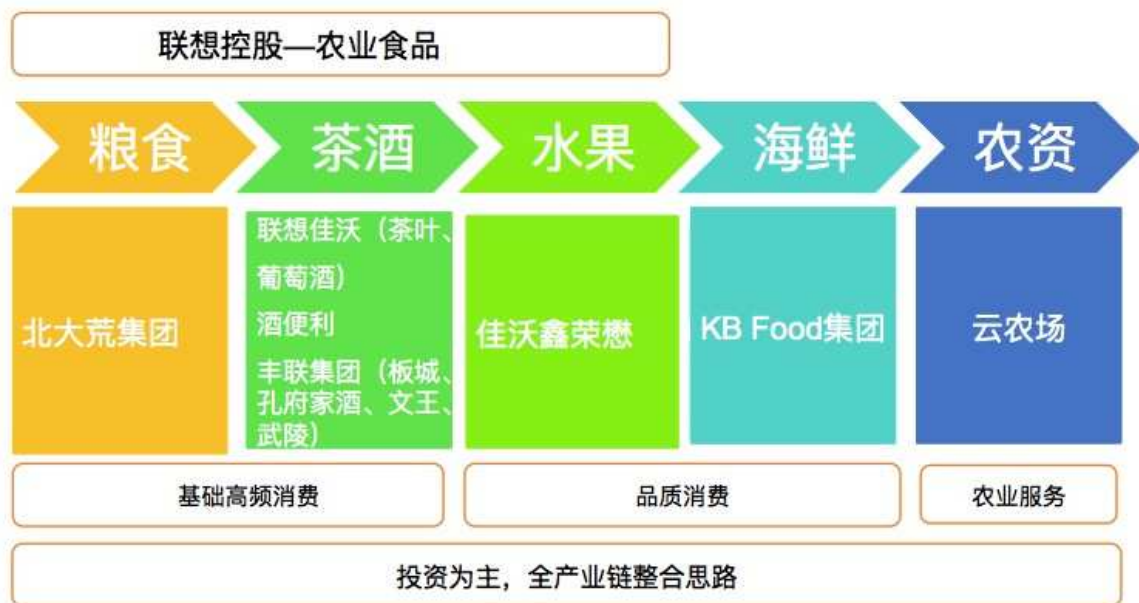 联想控股—农业食品
粮食
茶酒
水果
海鲜
农资
北大荒集团
联想佳沃（茶叶、
葡萄酒）
酒便利
丰联集团（板城、
孔府家酒、文王、
武陵）
佳沃鑫荣懋
KB Food集团
云农场
基础高频消费
品质消费
农业服务
投资为主，全产业链整合思路